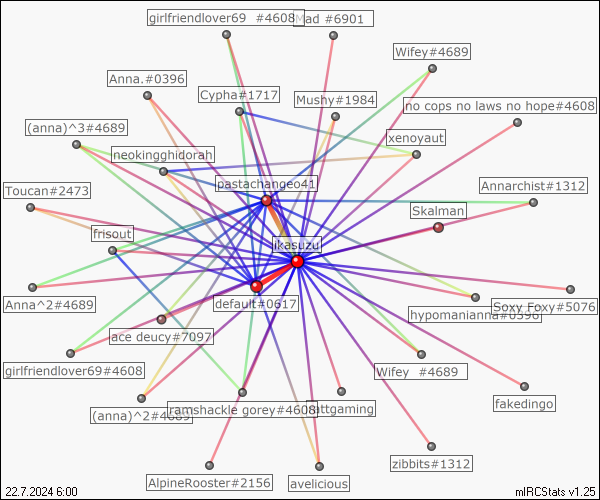 girlfriendlover69 #4608
Mad #6901
Wifey#4689
Anna.#0396
Cypha#1717
Mushy#1984
no cops no laws no hope#4608
(anna)^3#4689
xenoyaut
neokingghidorah
pastachangeo41
Annarchist#1312
Toucan#2473
Skalman
frisout
ikasuzu
Anna^2#4689
default#0617
Soxy Foxy#5076
hypomanianna#0396
ace deucy#7097
girlfriendlover69#4608
Wifey #4689
(anna)^2#4689
ramshackle gorey#4608
ttgaming
fakedingo
AlpineRooster#2156
avelicious
zibbits#1312
22.7.2024 6:00
mIRCStats v1.25